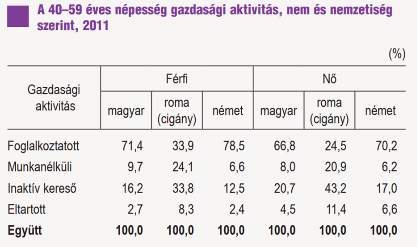 A 40–59 éves népesség gazdasági aktivitás, nem és nemzetiség
szerint, 2011
(%)
Gazdasági aktivitás Férfi Nő
magyar roma (cigány) német magyar roma (cigány) német
Foglalkoztatott 71,4 33,9 78,5 66,8 24,5 70,2
Munkanélküli 9,7 24,1 6,6 8,0 20,9 6,2
Inaktív kereső 16,2 33,8 12,5 20,7 43,2 17,0
Eltartott 2,7 8,3 2,4 4,5 11,4 6,6
Együtt 100,0 100,0 100,0 100,0 100,0 100,0